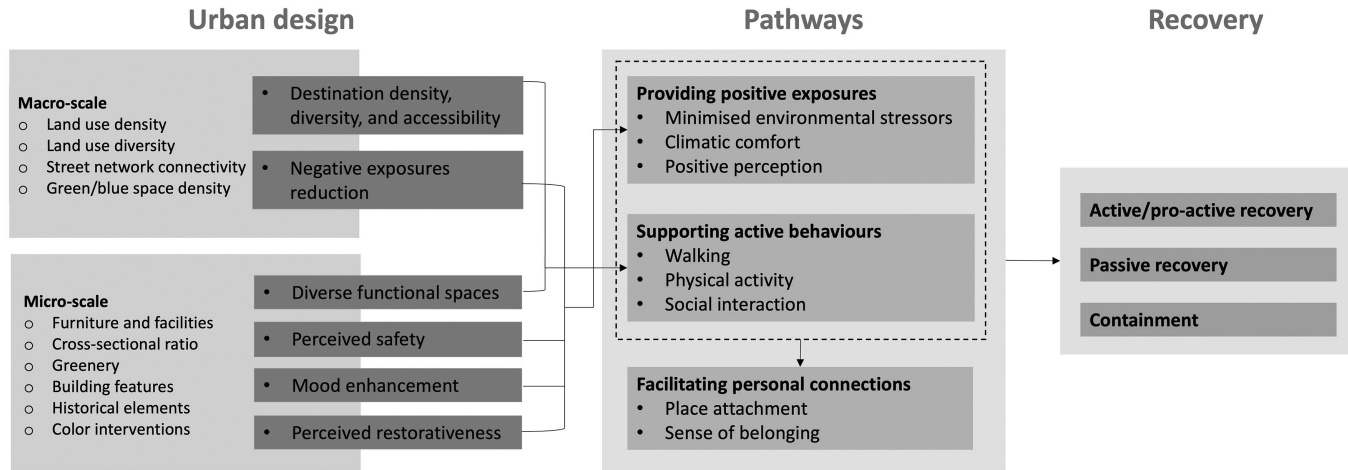 Urban design
Pathways
Recovery
Macro-scale
o Land use density
o Land use diversity
o Street network connectivity
o Green/blue space density
• Destination density,
diversity, and accessibility
• Negative exposures
reduction
Micro-scale
o Furniture and facilities
o Cross-sectional ratio
o Greenery
o Building features
o Historical elements
o Color interventions
• Diverse functional spaces
• Perceived safety
• Mood enhancement
• Perceived restorativeness
Providing positive exposures
• Minimised environmental stressors
• Climatic comfort
• Positive perception
Supporting active behaviours
• Walking
• Physical activity
• Social interaction
Facilitating personal connections
• Place attachment
• Sense of belonging
Active/pro-active recovery
Passive recovery
Containment